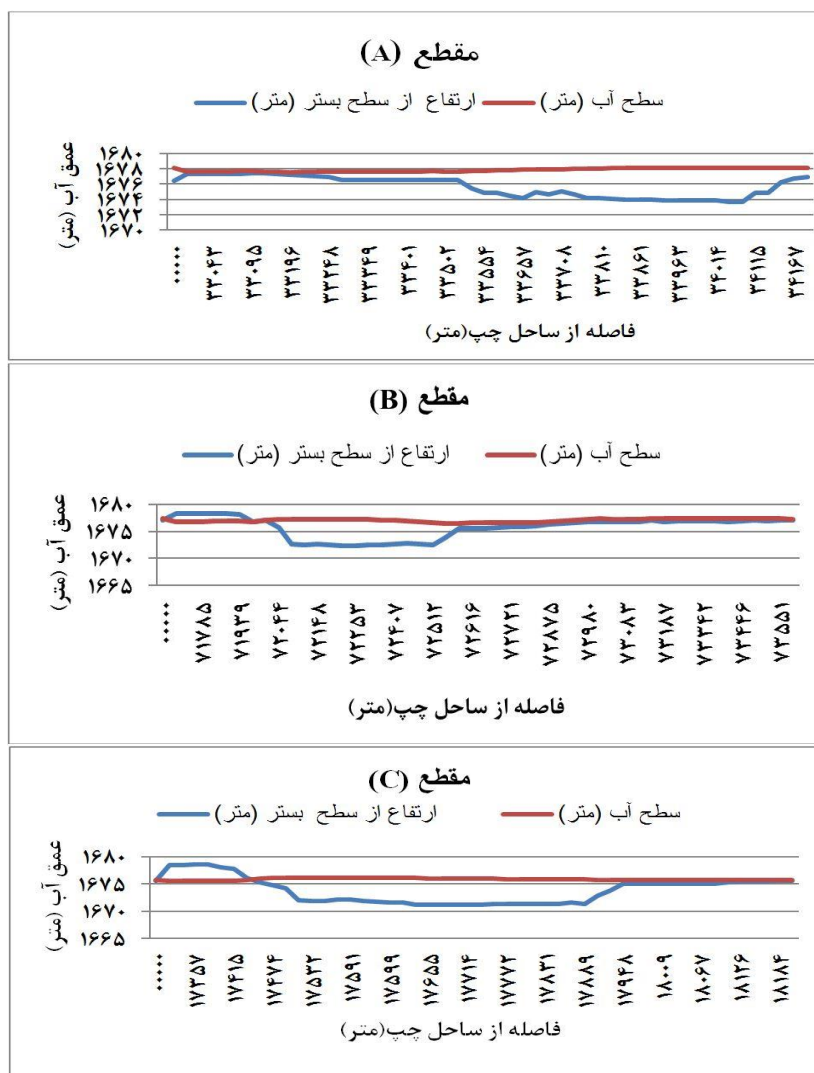 مقطع (A)
ارتفاع از سطح بستر (متر) سطح آب (متر)
عمق آب (متر)
۱۶۸۰
۱۶۷۸
۱۶۷۶
۱۶۷۴
۱۶۷۲
۱۶۷۰
۰۰۰۰۰ ۳۳۰۴۳ ۳۳۰۹۵ ۳۳۱۹۶ ۳۳۲۴۸ ۳۳۳۴۹ ۳۳۴۰۱ ۳۳۵۰۲ ۳۳۵۵۴ ۳۳۶۵۷ ۳۳۷۰۸ ۳۳۸۱۰ ۳۳۸۶۱ ۳۳۹۶۳ ۳۴۰۱۴ ۳۴۱۱۵ ۳۴۱۶۷
فاصله از ساحل چپ(متر)
مقطع (B)
ارتفاع از سطح بستر (متر) سطح آب (متر)
عمق آب (متر)
۱۶۸۰
۱۶۷۵
۱۶۷۰
۱۶۶۵
۰۰۰۰۰ ۷۱۷۸۵ ۷۱۹۳۹ ۷۲۰۴۴ ۷۲۱۴۸ ۷۲۲۵۳ ۷۲۴۰۷ ۷۲۵۱۲ ۷۲۶۱۶ ۷۲۷۲۱ ۷۲۸۷۵ ۷۲۹۸۰ ۷۳۰۸۳ ۷۳۱۸۷ ۷۳۳۴۲ ۷۳۴۴۶ ۷۳۵۵۱
فاصله از ساحل چپ(متر)
مقطع (C)
ارتفاع از سطح بستر (متر) سطح آب (متر)
عمق آب (متر)
۱۶۸۰
۱۶۷۵
۱۶۷۰
۱۶۶۵
۰۰۰۰۰ ۱۷۳۵۷ ۱۷۴۱۵ ۱۷۴۷۴ ۱۷۵۳۲ ۱۷۵۹۱ ۱۷۵۹۹ ۱۷۶۵۵ ۱۷۷۱۴ ۱۷۷۷۲ ۱۷۸۳۱ ۱۷۸۸۹ ۱۷۹۴۸ ۱۸۰۰۹ ۱۸۰۶۷ ۱۸۱۲۶ ۱۸۱۸۴
فاصله از ساحل چپ(متر)